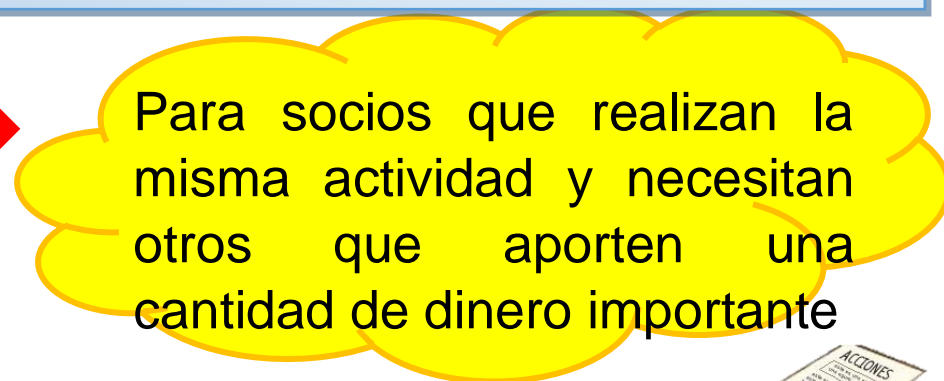 Para socios que realizan la
misma actividad y necesitan
otros que aporten una
cantidad de dinero importante
ACCIONES